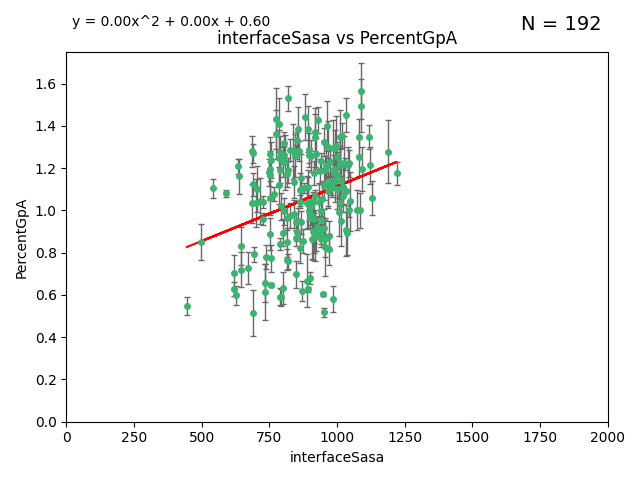 y = 0.00x^2 + 0.00x + 0.60
N = 192
interfaceSasa vs PercentGpA
PercentGpA
1.6
1.4
1.2
1.0
0.8
0.6
0.4
0.2
0.0
0 250 500 750 1000 1250 1500 1750 2000
interfaceSasa